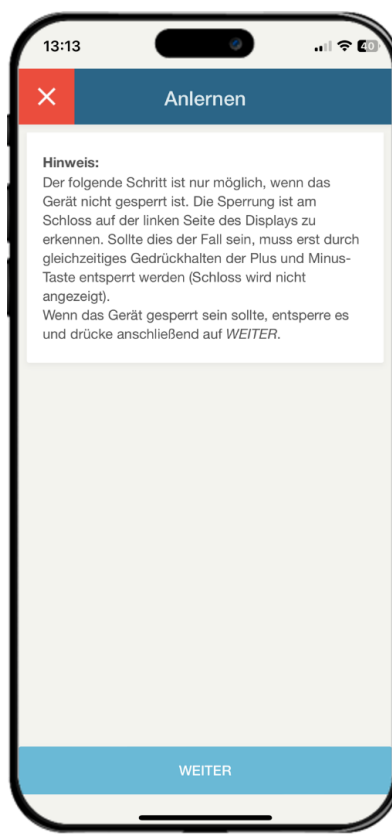 13:13
40
Anlernen
Hinweis:
Der folgende Schritt ist nur möglich, wenn das
Gerät nicht gesperrt ist. Die Sperrung ist am
Schloss auf der linken Seite des Displays zu
erkennen. Sollte dies der Fall sein, muss erst durch
gleichzeitiges Gedrückhalten der Plus und Minus-
Taste entsperrt werden (Schloss wird nicht
angezeigt).
Wenn das Gerät gesperrt sein sollte, entsperre es
und drücke anschließend auf WEITER.
WEITER